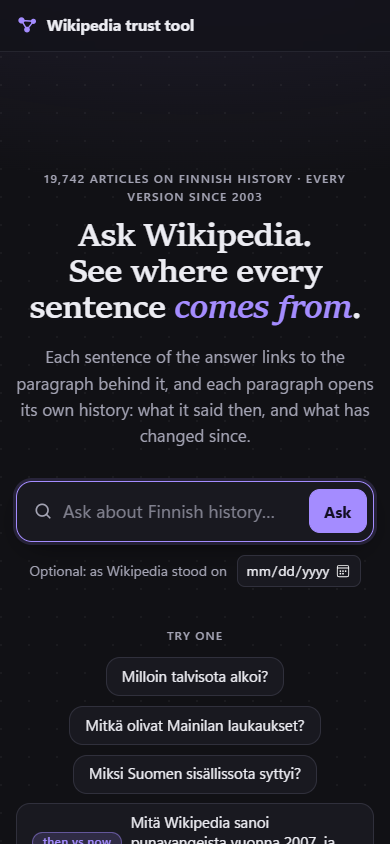 Wikipedia trust tool
19,742 ARTICLES ON FINNISH HISTORY · EVERY
VERSION SINCE 2003
Ask Wikipedia.
See where every
sentence comes from.
Each sentence of the answer links to the
paragraph behind it, and each paragraph opens
its own history: what it said then, and what has
changed since.
Ask about Finnish history...
Ask
Optional: as Wikipedia stood on
mm/dd/yyyy
TRY ONE
Milloin talvisota alkoi?
Mitkä olivat Mainilan laukaukset?
Miksi Suomen sisällissota syttyi?
Mitä Wikipedia sanoi
then vs now
punavangeista vuonna 2007, ja